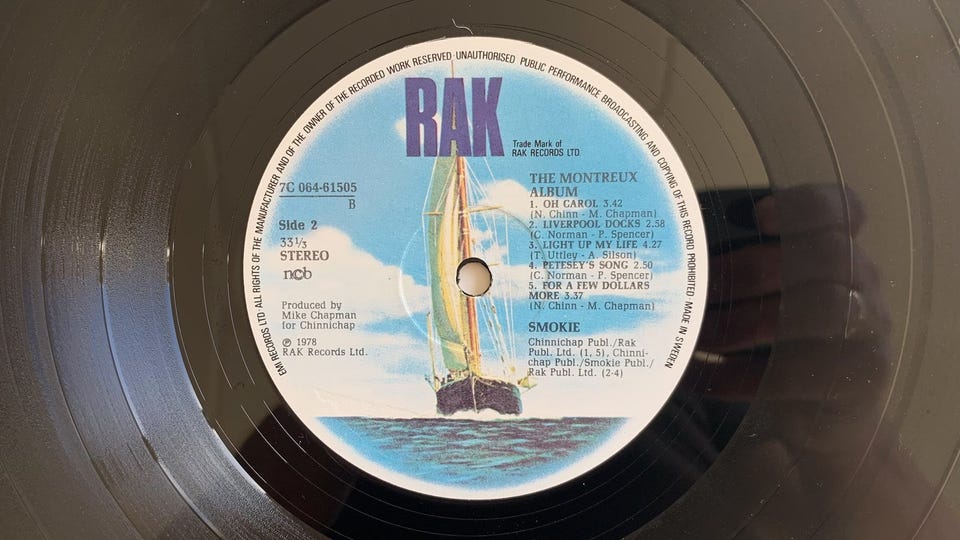 EMI RECORDS LTD·ALL RIGHTS OF THE MANUFACTURER AND OF THE OWNER OF THE RECORDED WORK RESERVED·UNAUTHORISED PUBLIC PERFORMANCE BROADCASTING AND COPYING OF THIS RECORD PROHIBITED MADE IN SWEDEN
RAK
Trade Mark of
RAK RECORDS LTD.
7C 064-61505
B
Side 2
33 1/3
STEREO
ncb
Produced by
Mike Chapman
for Chinnichap
℗ 1978
RAK Records Ltd.
THE MONTREUX
ALBUM
1. OH CAROL 3.42
(N. Chinn - M. Chapman)
2. LIVERPOOL DOCKS 2.58
(C. Norman - P. Spencer)
3. LIGHT UP MY LIFE 4.27
(T. Uttley - A. Silson)
4. PETESEY'S SONG 2.50
(C. Norman - P. Spencer)
5. FOR A FEW DOLLARS
MORE 3.37
(N. Chinn - M. Chapman)
SMOKIE
Chinnichap Publ./Rak
Publ. Ltd. (1, 5), Chinni-
chap Publ./Smokie Publ./
Rak Publ. Ltd. (2-4)